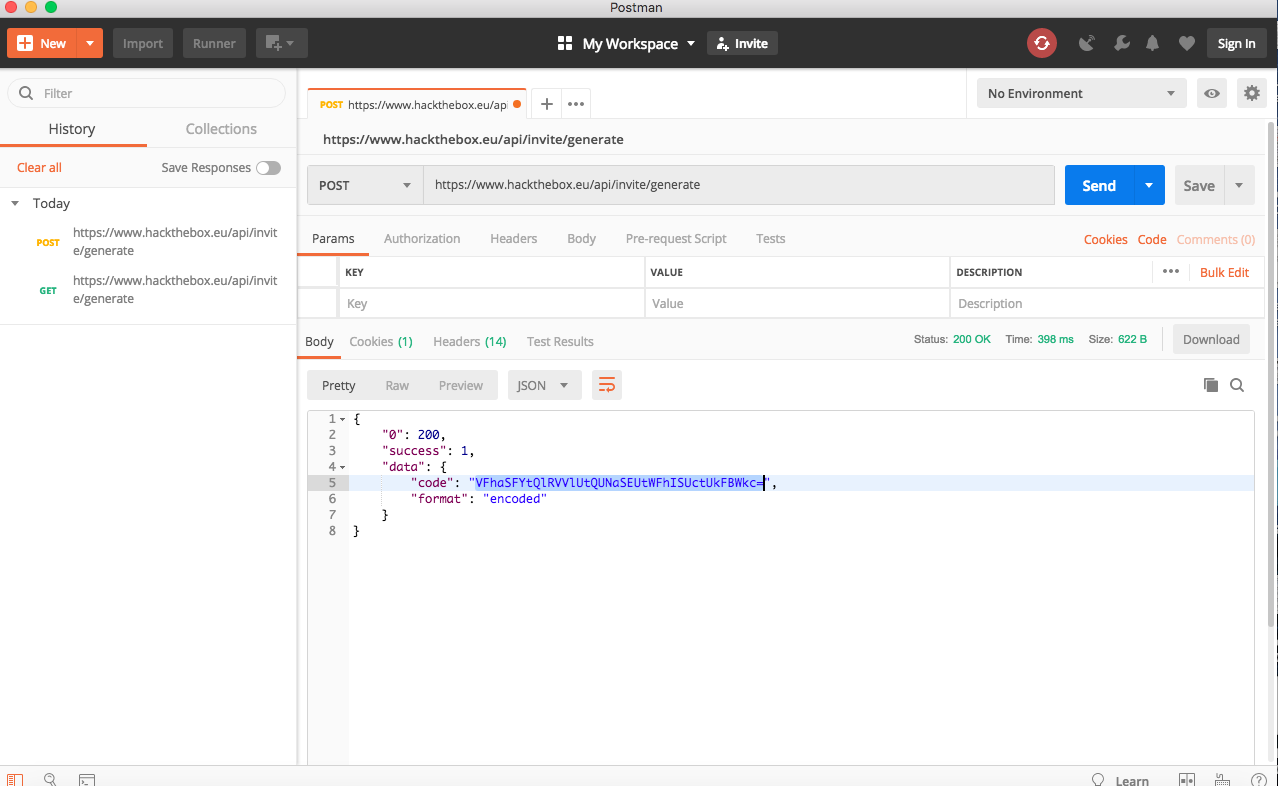 Postman
New
Import
Runner
My Workspace
Invite
Sign In
Filter
History
Collections
Clear all
Save Responses
Today
POST
https://www.hackthebox.eu/api/invit
e/generate
GET
https://www.hackthebox.eu/api/invit
e/generate
POST https://www.hackthebox.eu/api
No Environment
https://www.hackthebox.eu/api/invite/generate
POST
https://www.hackthebox.eu/api/invite/generate
Send
Save
Params
Authorization
Headers
Body
Pre-request Script
Tests
Cookies
Code
Comments (0)
KEY
VALUE
DESCRIPTION
Bulk Edit
Key
Value
Description
Body
Cookies (1)
Headers (14)
Test Results
Status: 200 OK
Time: 398 ms
Size: 622 B
Download
Pretty
Raw
Preview
JSON
1 {
2 "0": 200,
3 "success": 1,
4 "data": {
5 "code": "VFhaSFYtQlRVVlUtQUNaSEUtWFhISUctUkFBWkc=",
6 "format": "encoded"
7 }
8 }
Learn